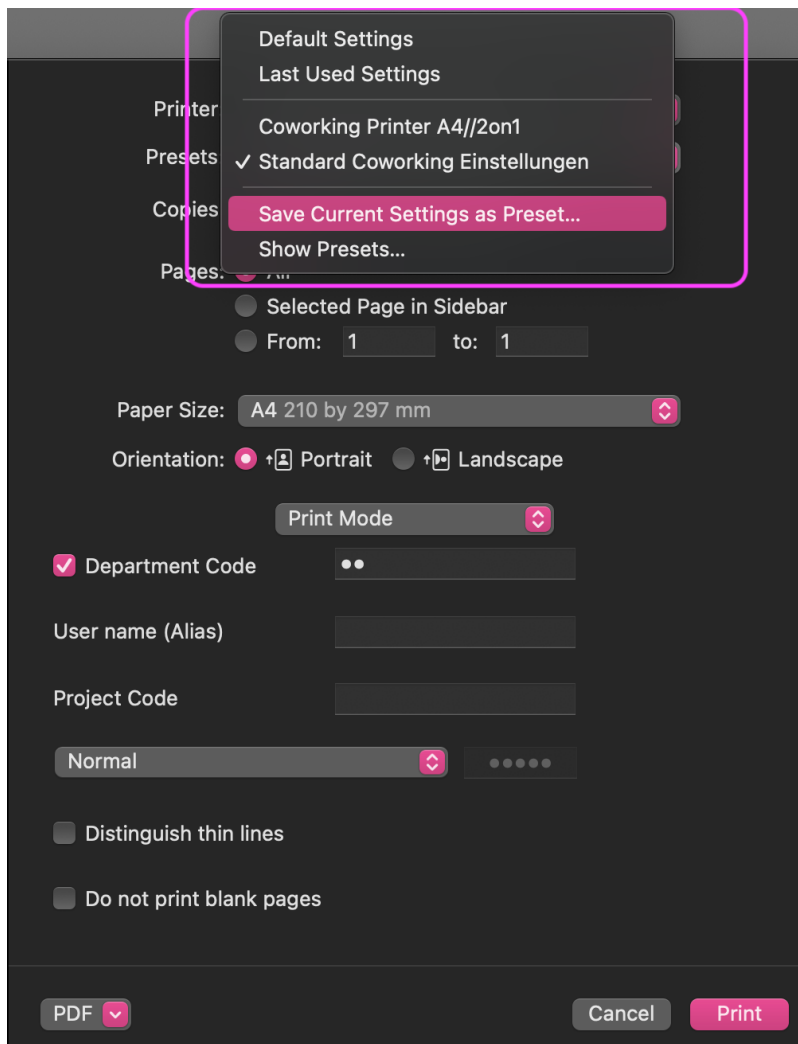 Default Settings
Last Used Settings
Printer
Coworking Printer A4//2on1
Presets
Standard Coworking Einstellungen
Copies
Save Current Settings as Preset...
Show Presets...
Pages:
Selected Page in Sidebar
From: 1 to: 1
Paper Size: A4 210 by 297 mm
Orientation: Portrait Landscape
Print Mode
Department Code ••
User name (Alias)
Project Code
Normal •••••
Distinguish thin lines
Do not print blank pages
PDF Cancel Print